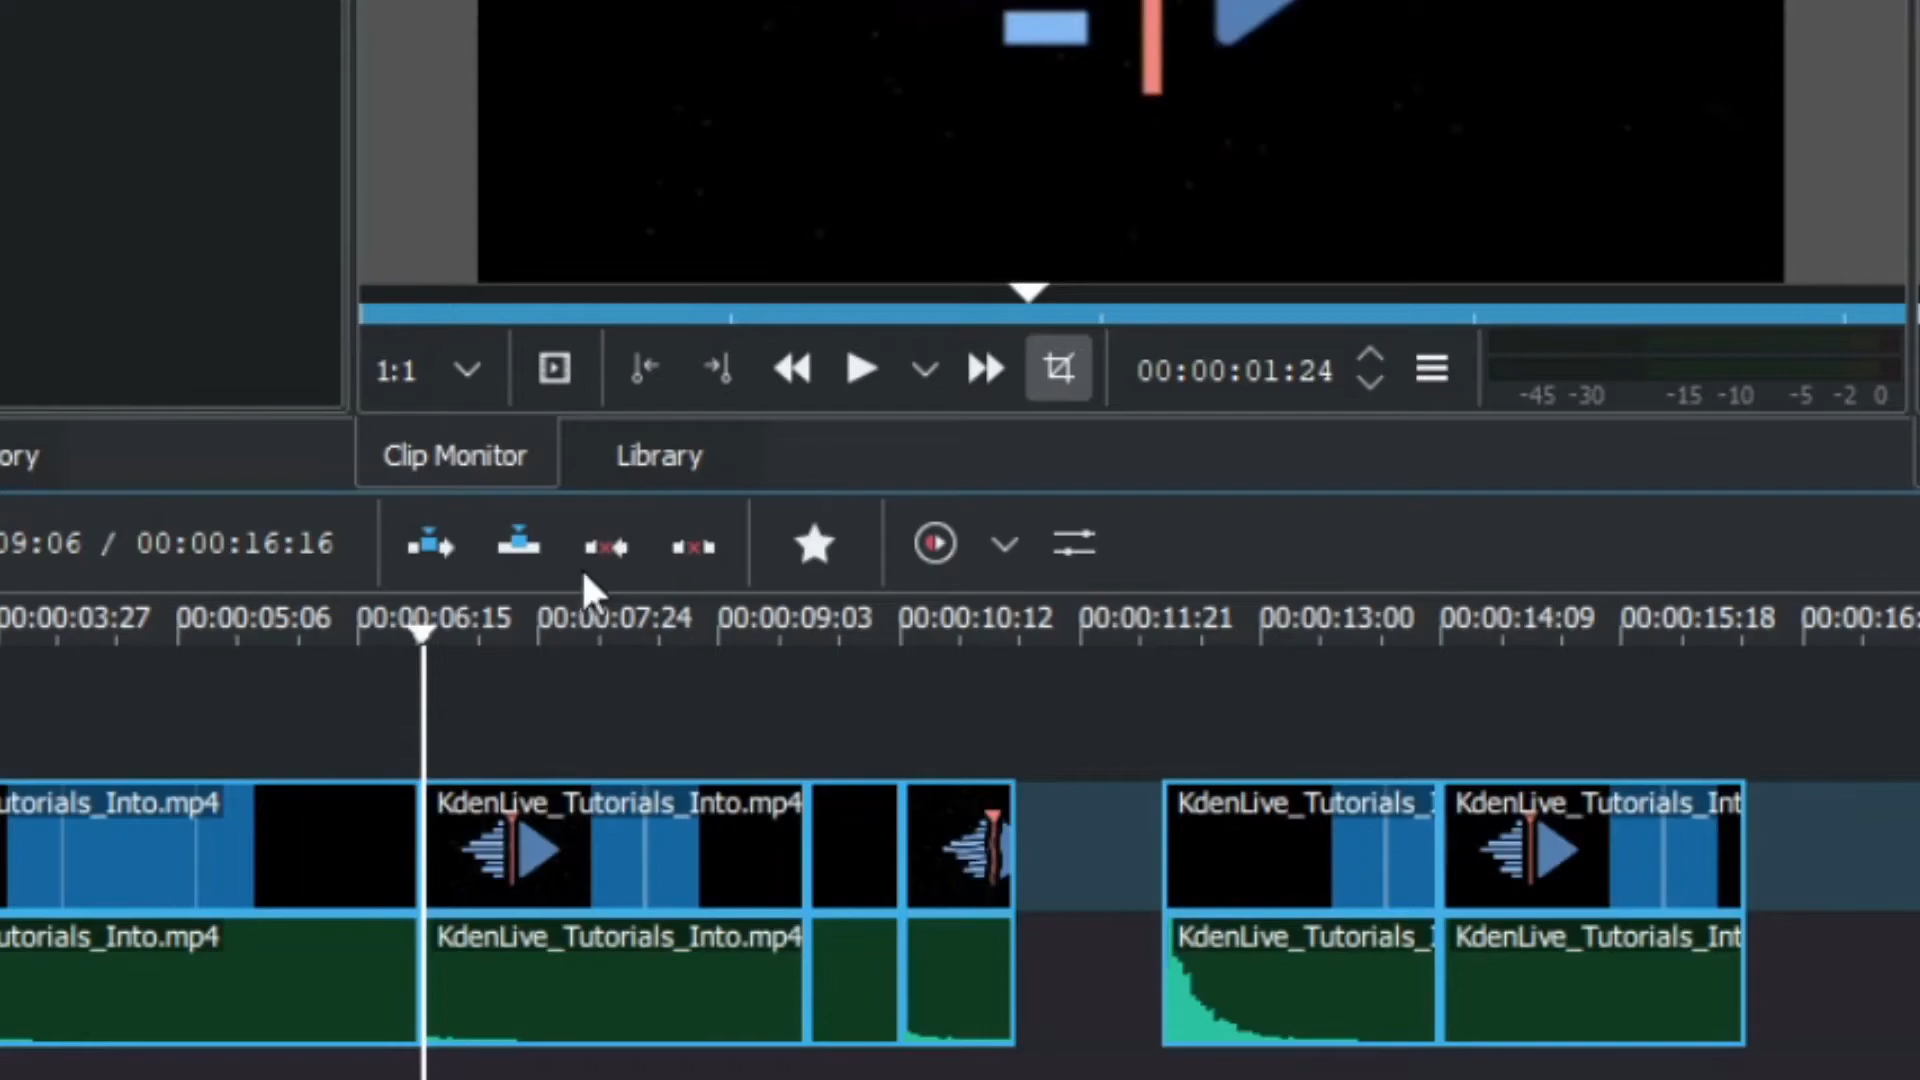 1:1
00:00:01:24
-45 -30 -15 -10 -5 -2 0
ory
Clip Monitor
Library
09:06 / 00:00:16:16
00:00:03:27 00:00:05:06 00:00:06:15 00:00:07:24 00:00:09:03 00:00:10:12 00:00:11:21 00:00:13:00 00:00:14:09 00:00:15:18 00:00:16:
utorials_Into.mp4 KdenLive_Tutorials_Into.mp4 KdenLive_Tutorials_I KdenLive_Tutorials_Int
utorials_Into.mp4 KdenLive_Tutorials_Into.mp4 KdenLive_Tutorials_I KdenLive_Tutorials_Int